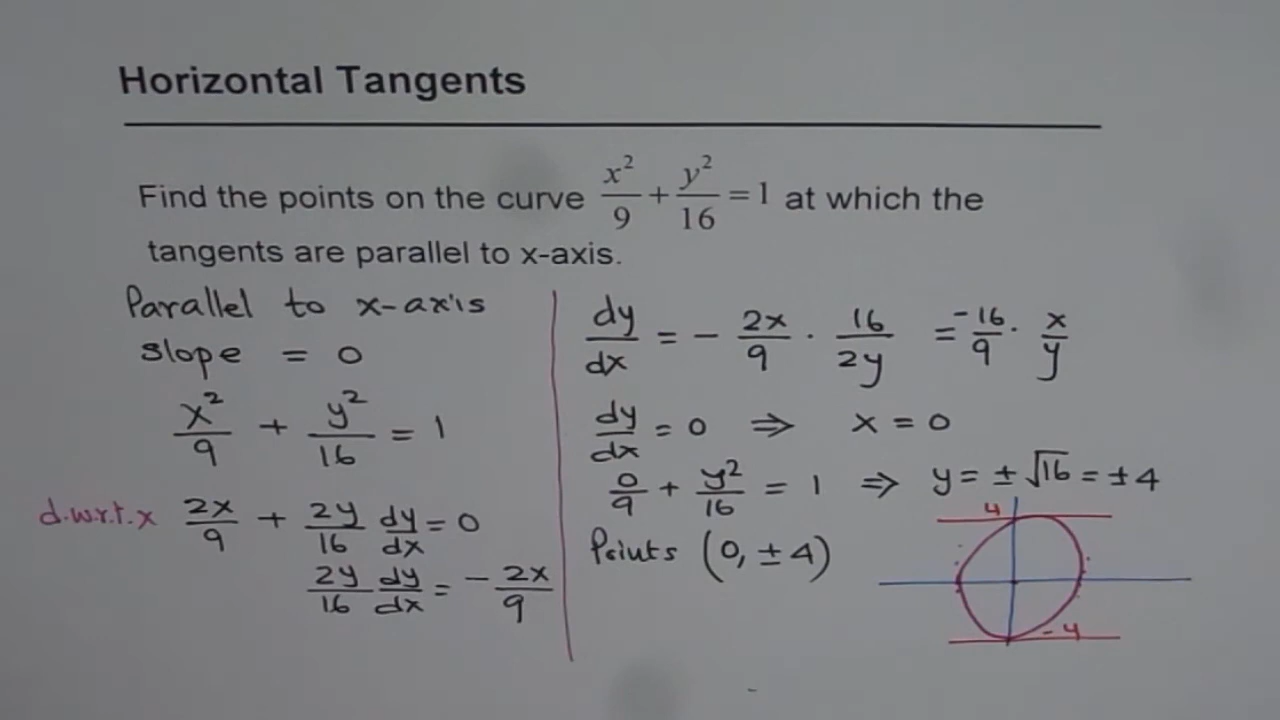 Horizontal Tangents
Find the points on the curve x²/9 + y²/16 = 1 at which the
tangents are parallel to x-axis.
Parallel to x-axis
slope = 0
x²/9 + y²/16 = 1
d.w.r.t. x 2x/9 + 2y/16 dy/dx = 0
2y/16 dy/dx = - 2x/9
dy/dx = - 2x/9 · 16/2y = -16/9 · x/y
dy/dx = 0 ⇒ x = 0
0/9 + y²/16 = 1 ⇒ y = ± √16 = ± 4
Points (0, ± 4)
4
-4